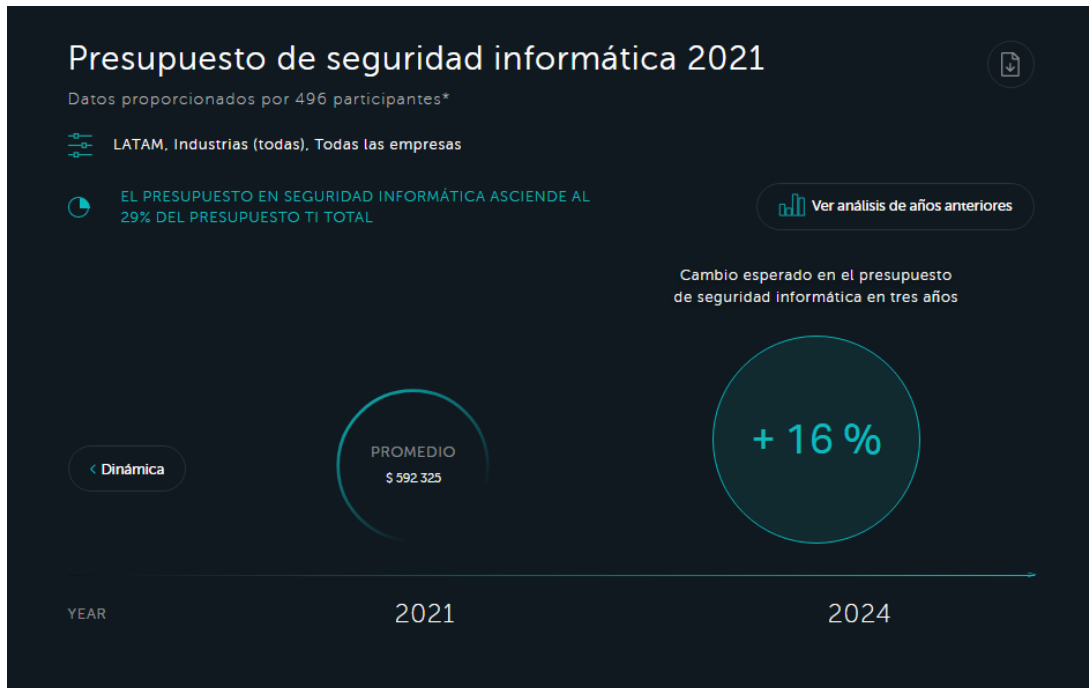 Presupuesto de seguridad informática 2021
Datos proporcionados por 496 participantes*
LATAM, Industrias (todas), Todas las empresas
EL PRESUPUESTO EN SEGURIDAD INFORMÁTICA ASCIENDE AL
29% DEL PRESUPUESTO TI TOTAL
Ver análisis de años anteriores
Cambio esperado en el presupuesto
de seguridad informática en tres años
+ 16 %
PROMEDIO
$ 592 325
< Dinámica
YEAR
2021
2024